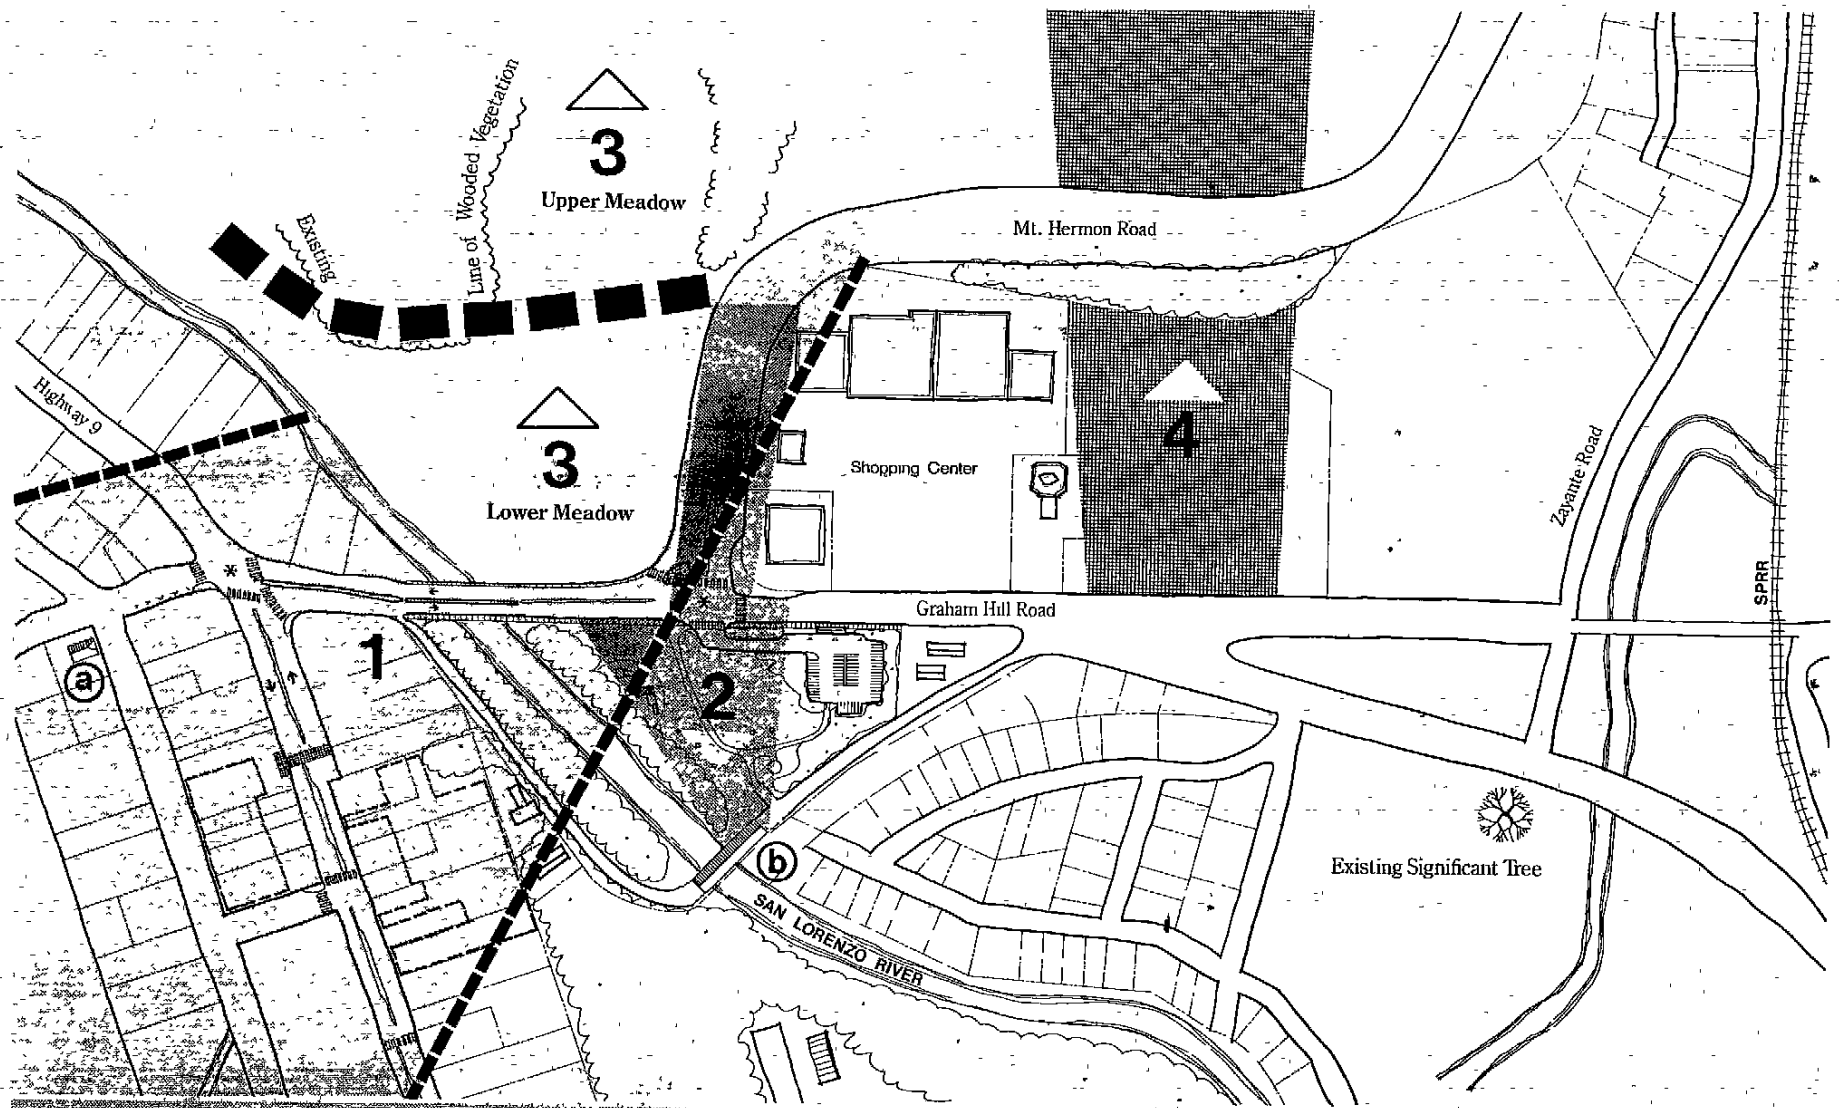 Existing
Line of Wooded Vegetation
3
Upper Meadow
Mt. Hermon Road
Highway 9
3
Lower Meadow
Shopping Center
4
Zayante Road
*
*
Graham Hill Road
SPRR
1
a
2
b
Existing Significant Tree
SAN LORENZO RIVER